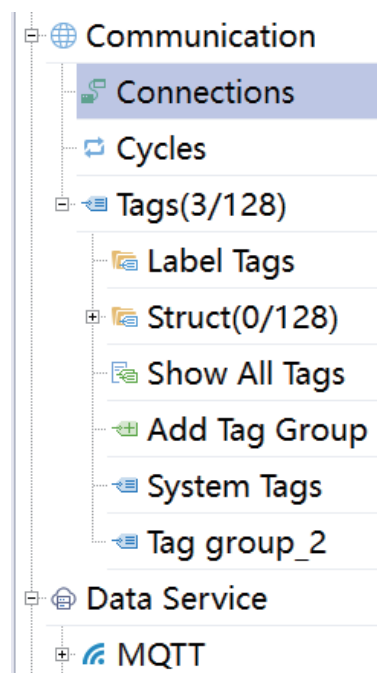 Communication
Connections
Cycles
Tags(3/128)
Label Tags
Struct(0/128)
Show All Tags
Add Tag Group
System Tags
Tag group_2
Data Service
MQTT